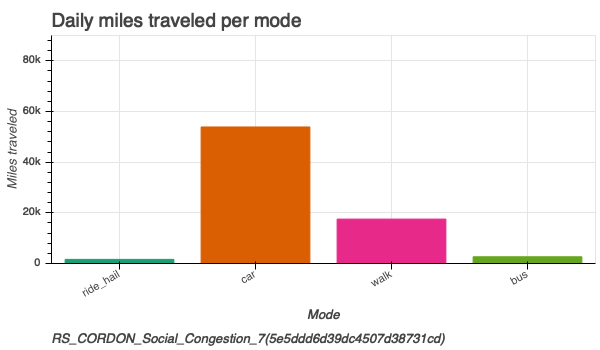 Daily miles traveled per mode
Miles traveled
80k
60k
40k
20k
0
ride_hail
car
walk
bus
Mode
RS_CORDON_Social_Congestion_7(5e5ddd6d39dc4507d38731cd)